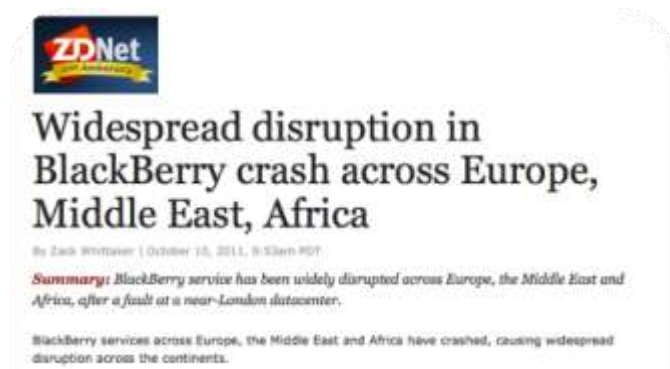 ZDNet
Widespread disruption in
BlackBerry crash across Europe,
Middle East, Africa
By Zack Whittaker | October 10, 2011, 8:53am PDT
Summary: BlackBerry service has been widely disrupted across Europe, the Middle East and
Africa, after a fault at a near-London datacenter.
BlackBerry services across Europe, the Middle East and Africa have crashed, causing widespread
disruption across the continents.